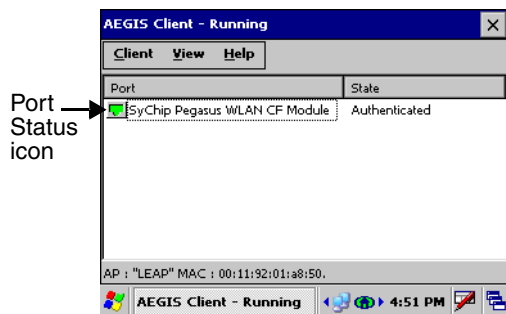 AEGIS Client - Running
Client View Help
Port State
SyChip Pegasus WLAN CF Module Authenticated
Port
Status
icon
AP : "LEAP" MAC : 00:11:92:01:a8:50.
AEGIS Client - Running 4:51 PM